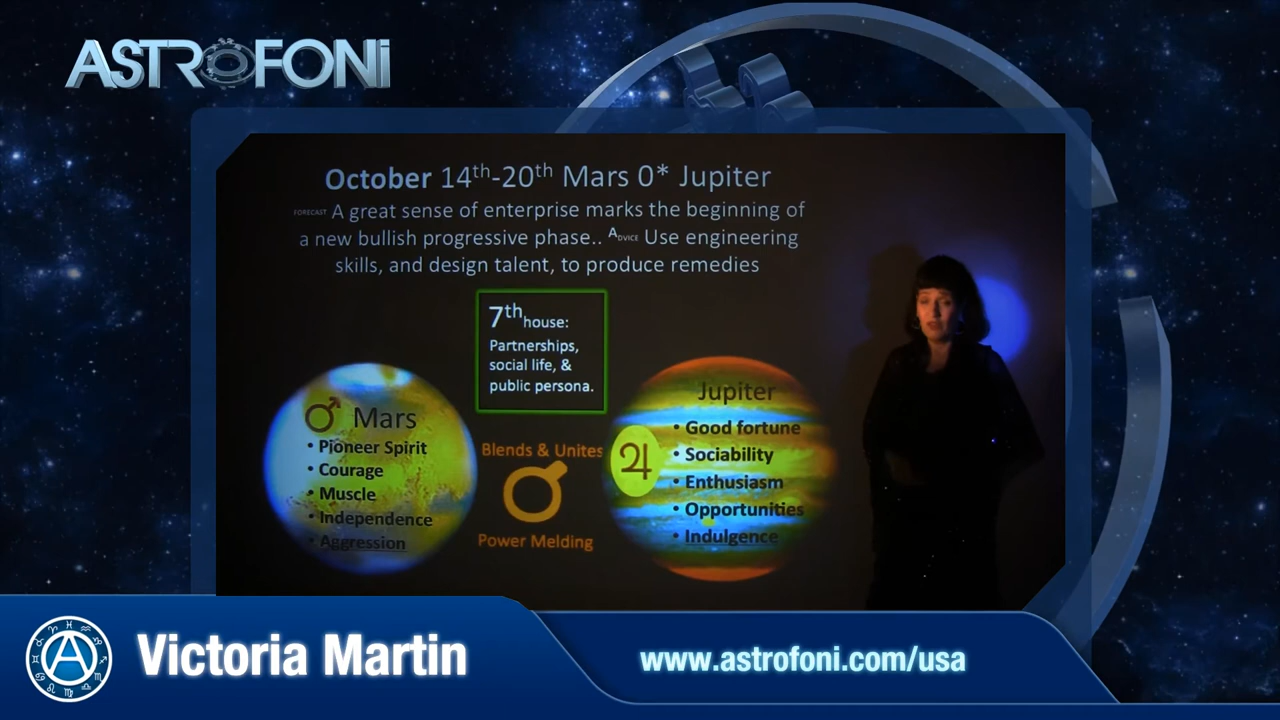 ASTROFONi
October 14th-20th Mars 0* Jupiter
FORECAST A great sense of enterprise marks the beginning of
a new bullish progressive phase.. ADVICE Use engineering
skills, and design talent, to produce remedies
7th house:
Partnerships,
social life, &
public persona.
♂ Mars
• Pioneer Spirit
• Courage
• Muscle
• Independence
• Aggression
Blends & Unites
Power Melding
Jupiter
♃
• Good fortune
• Sociability
• Enthusiasm
• Opportunities
• Indulgence
Victoria Martin
www.astrofoni.com/usa